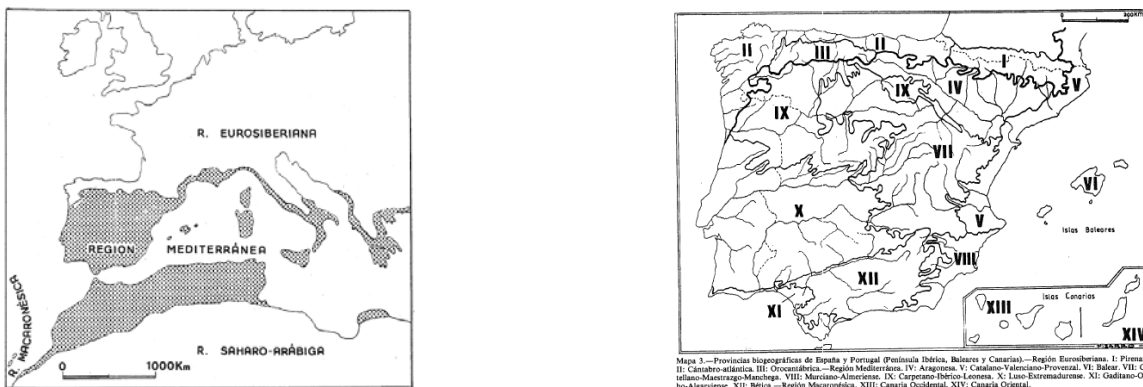 R. EUROSIBERIANA
REGION MEDITERRÁNEA
R. MACARONÉSICA
R. SAHARO-ARÁBIGA
0 1000Km
II
III
II
I
V
IX
IV
IX
VII
VI
X
V
Islas Baleares
VIII
XII
XI
Islas Canarias
XIII
XIV
Mapa 3.—Provincias biogeográficas de España y Portugal (Península Ibérica, Baleares y Canarias).—Región Eurosiberiana. I: Pirena
II: Cántabro-atlántica. III: Orocantábrica.—Región Mediterránea. IV: Aragonesa. V: Catalano-Valenciano-Provenzal. VI: Balear. VII:
tellano-Maestrazgo-Manchega. VIII: Murciano-Almeriense. IX: Carpetano-Ibérico-Leonesa. X: Luso-Extremadurense. XI: Gaditano-O
bo-Algarviense. XII: Bética.—Región Macaronésica. XIII: Canaria Occidental. XIV: Canaria Oriental.